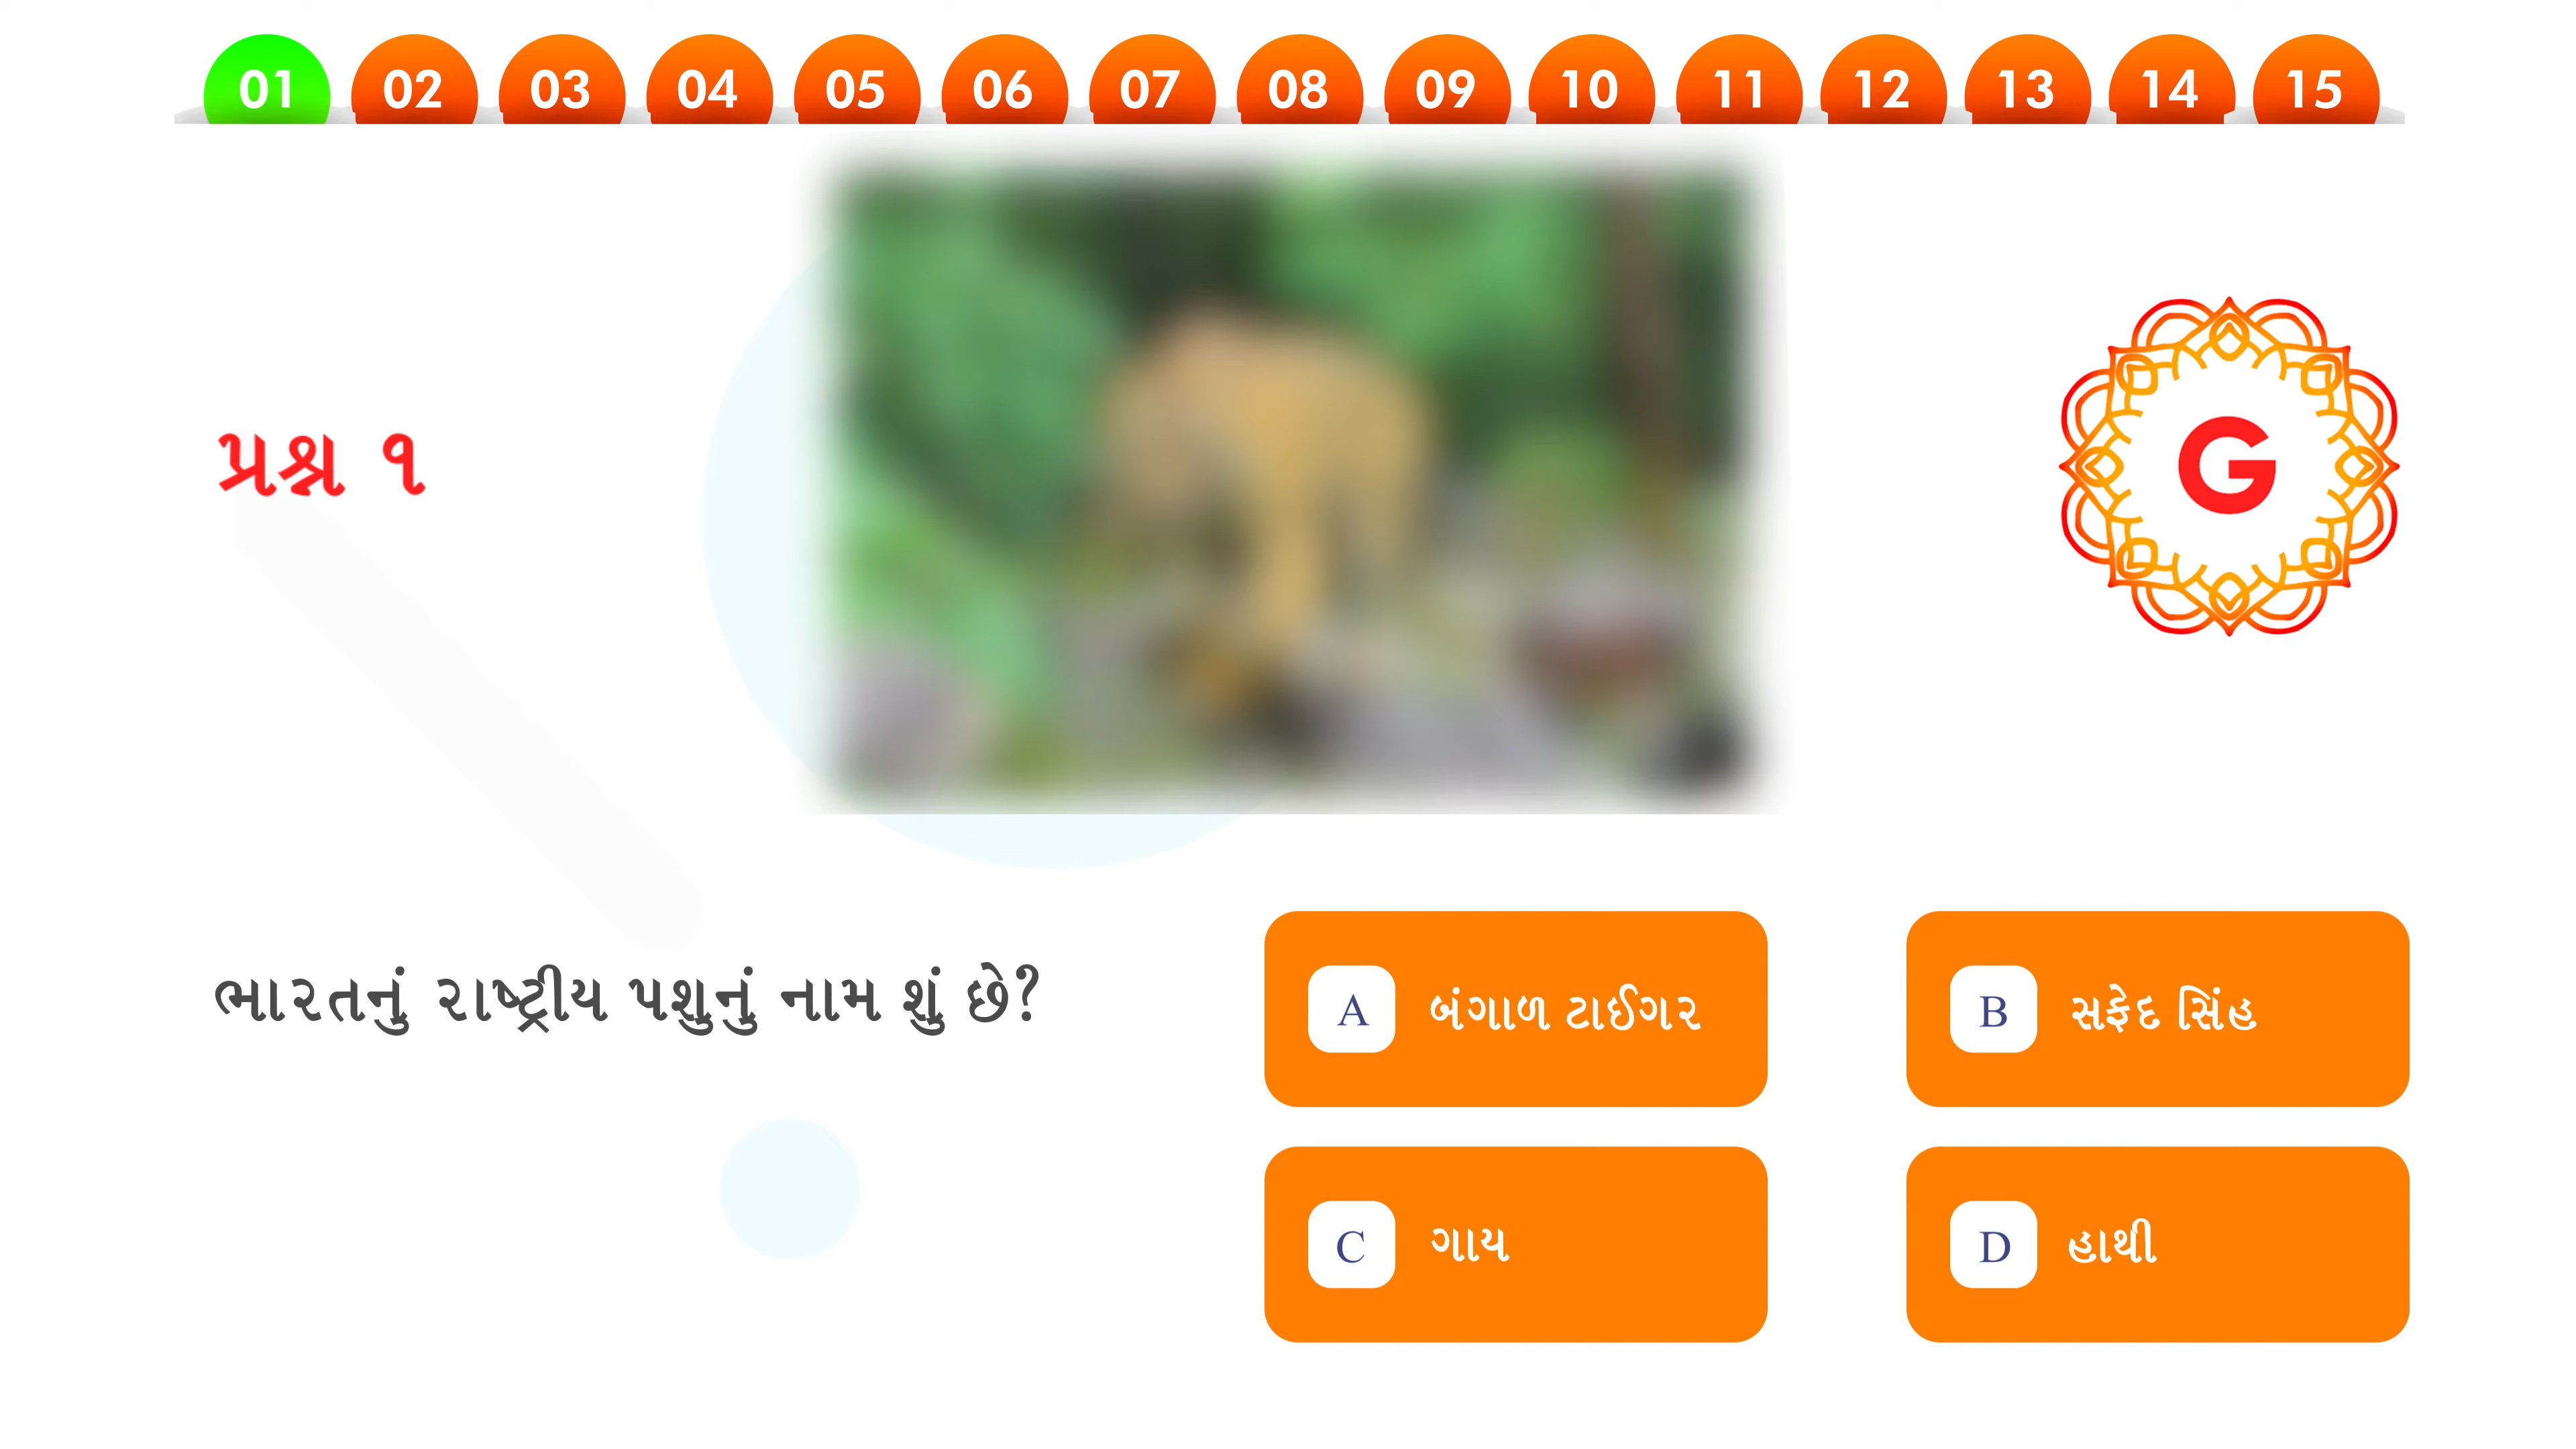 01 02 03 04 05 06 07 08 09 10 11 12 13 14 15
પ્રશ્ન ૧
G
ભારતનું રાષ્ટ્રીય પશુનું નામ શું છે?
A બંગાળ ટાઈગર
B સફેદ સિંહ
C ગાય
D હાથી